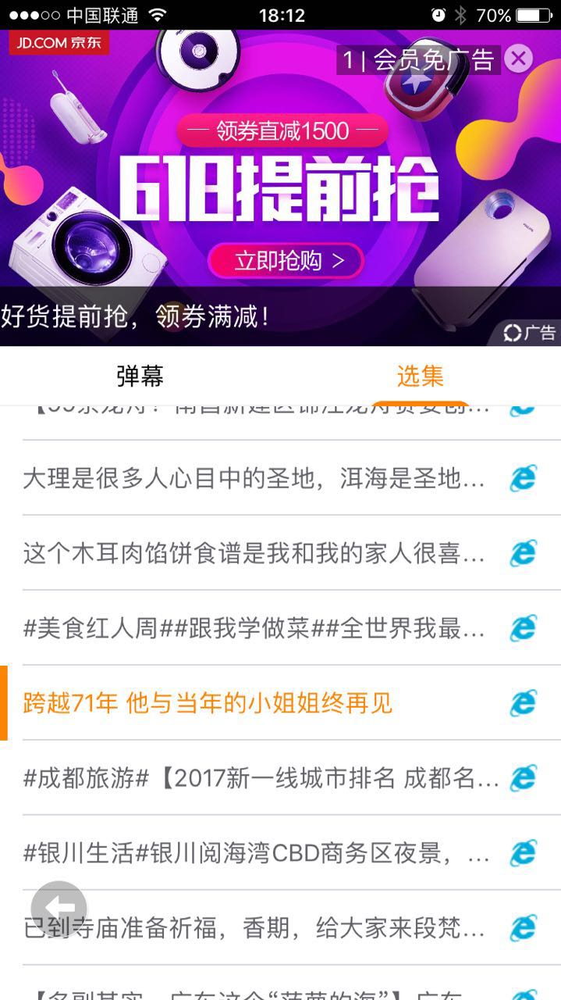 中国联通
18:12
70%
JD.COM 京东
1 | 会员免广告
领券直减1500
618提前抢
立即抢购 >
好货提前抢，领券满减！
广告
弹幕
选集
大理是很多人心目中的圣地，洱海是圣地…
这个木耳肉馅饼食谱是我和我的家人很喜…
#美食红人周##跟我学做菜##全世界我最…
跨越71年 他与当年的小姐姐终再见
#成都旅游#【2017新一线城市排名 成都名…
#银川生活#银川阅海湾CBD商务区夜景，…
已到寺庙准备祈福，香期，给大家来段梵…